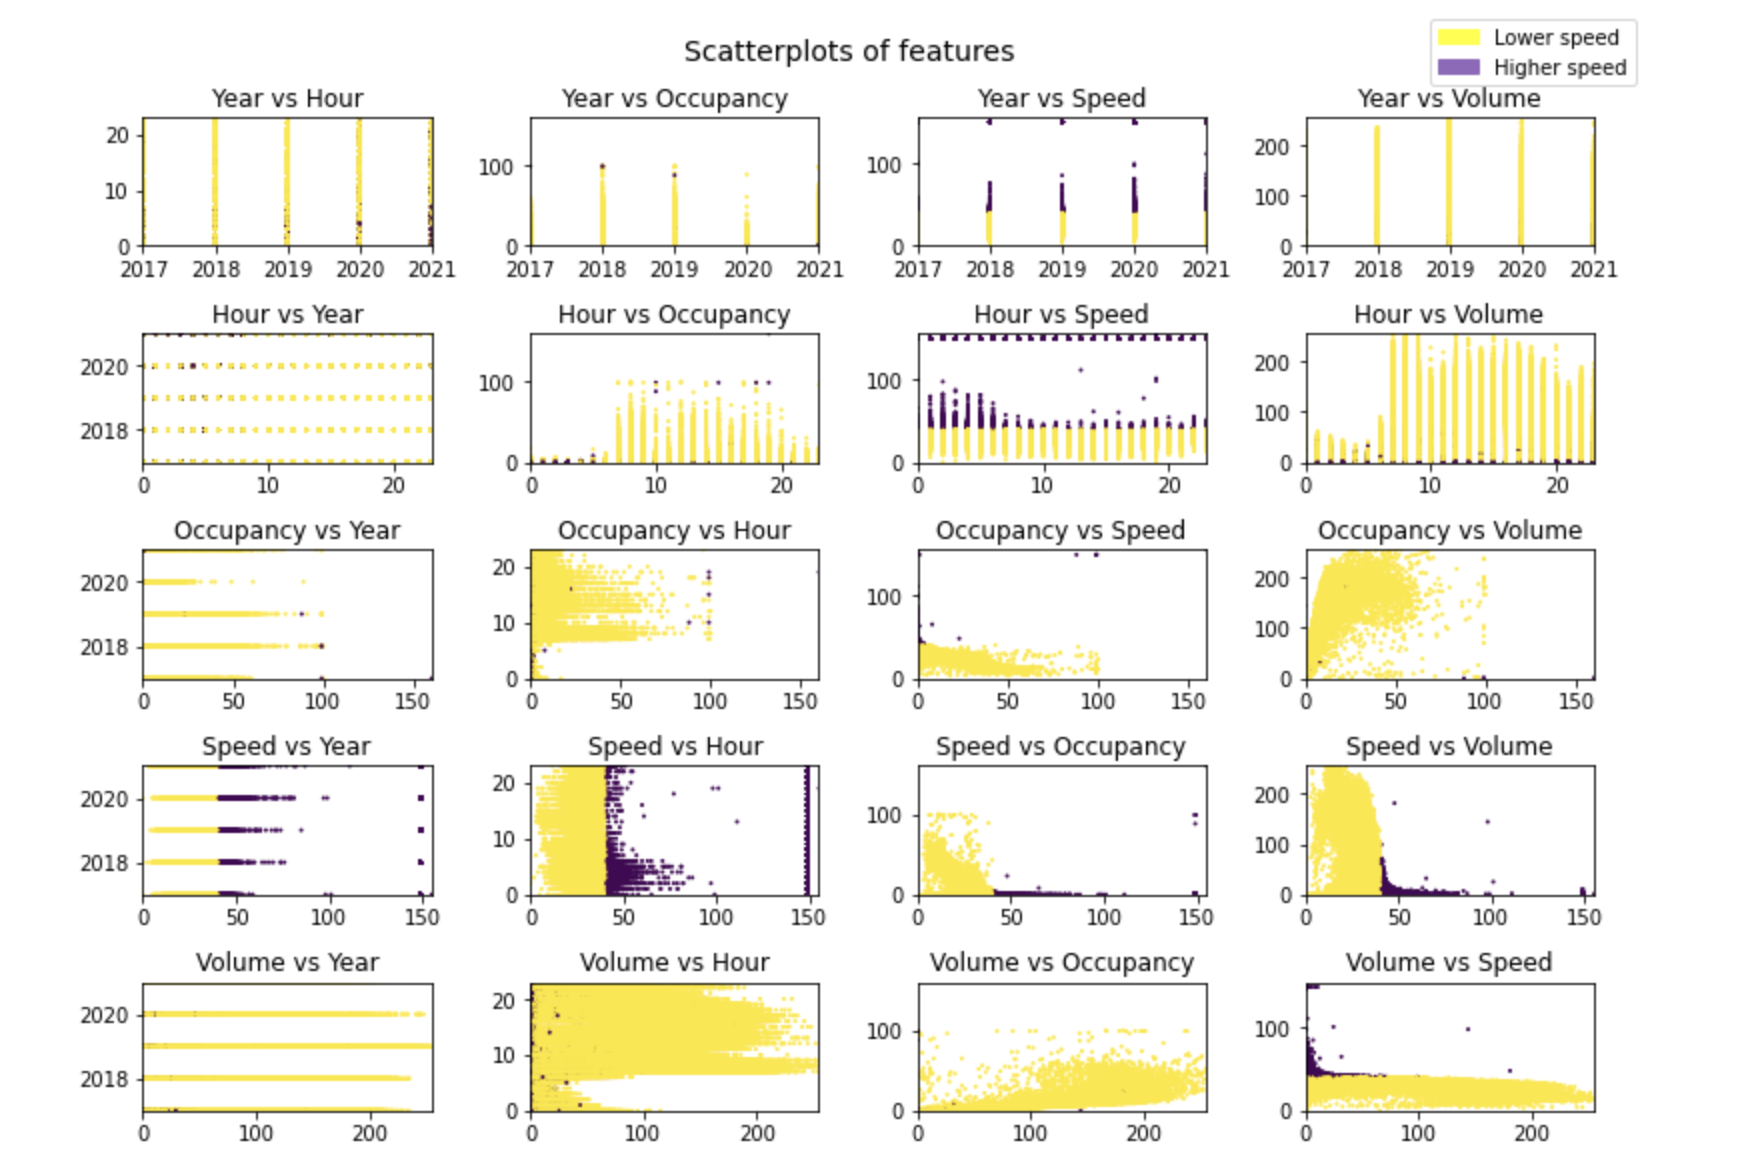 Scatterplots of features
Lower speed
Higher speed
Year vs Hour
20
10
0
2017 2018 2019 2020 2021
Year vs Occupancy
100
0
2017 2018 2019 2020 2021
Year vs Speed
100
0
2017 2018 2019 2020 2021
Year vs Volume
200
100
0
2017 2018 2019 2020 2021
Hour vs Year
2020
2018
0 10 20
Hour vs Occupancy
100
0
0 10 20
Hour vs Speed
100
0
0 10 20
Hour vs Volume
200
100
0
0 10 20
Occupancy vs Year
2020
2018
0 50 100 150
Occupancy vs Hour
20
10
0
0 50 100 150
Occupancy vs Speed
100
0
0 50 100 150
Occupancy vs Volume
200
100
0
0 50 100 150
Speed vs Year
2020
2018
0 50 100 150
Speed vs Hour
20
10
0
0 50 100 150
Speed vs Occupancy
100
0
0 50 100 150
Speed vs Volume
200
100
0
0 50 100 150
Volume vs Year
2020
2018
0 100 200
Volume vs Hour
20
10
0
0 100 200
Volume vs Occupancy
100
0
0 100 200
Volume vs Speed
100
0
0 100 200